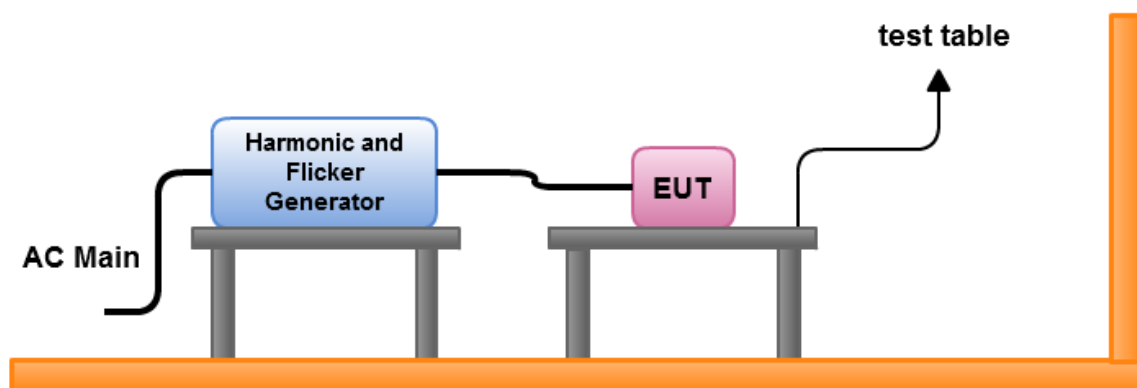 test table
Harmonic and
Flicker
Generator
EUT
AC Main